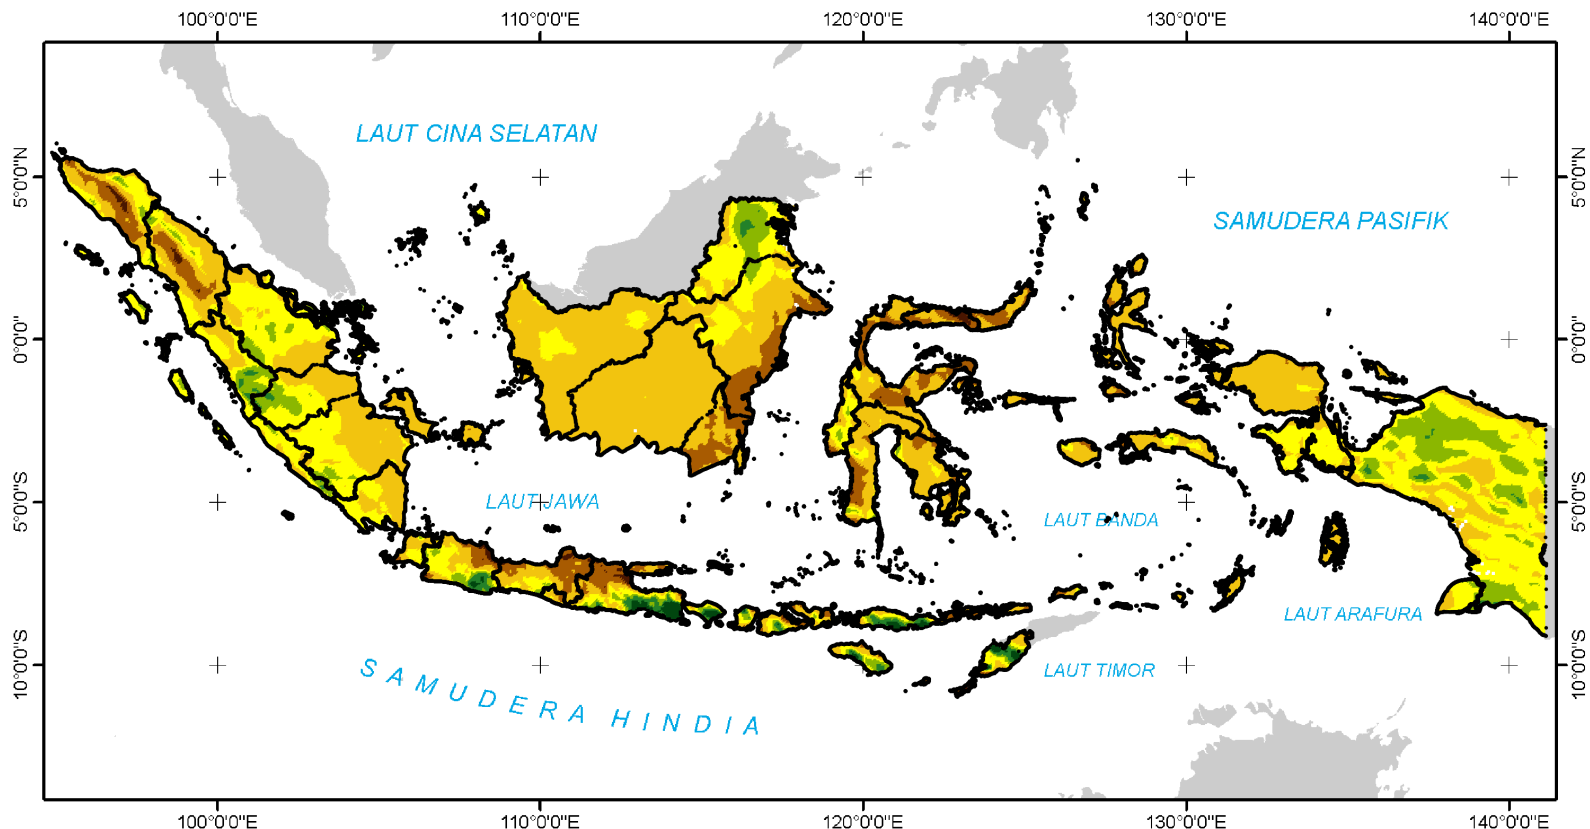 100°0'0"E 110°0'0"E 120°0'0"E 130°0'0"E 140°0'0"E
LAUT CINA SELATAN
5°0'0"N 5°0'0"N
SAMUDERA PASIFIK
0°0'0" 0°0'0"
5°0'0"S LAUT JAWA 5°0'0"S
LAUT BANDA
LAUT ARAFURA
10°0'0"S LAUT TIMOR 10°0'0"S
SAMUDERA HINDIA
100°0'0"E 110°0'0"E 120°0'0"E 130°0'0"E 140°0'0"E